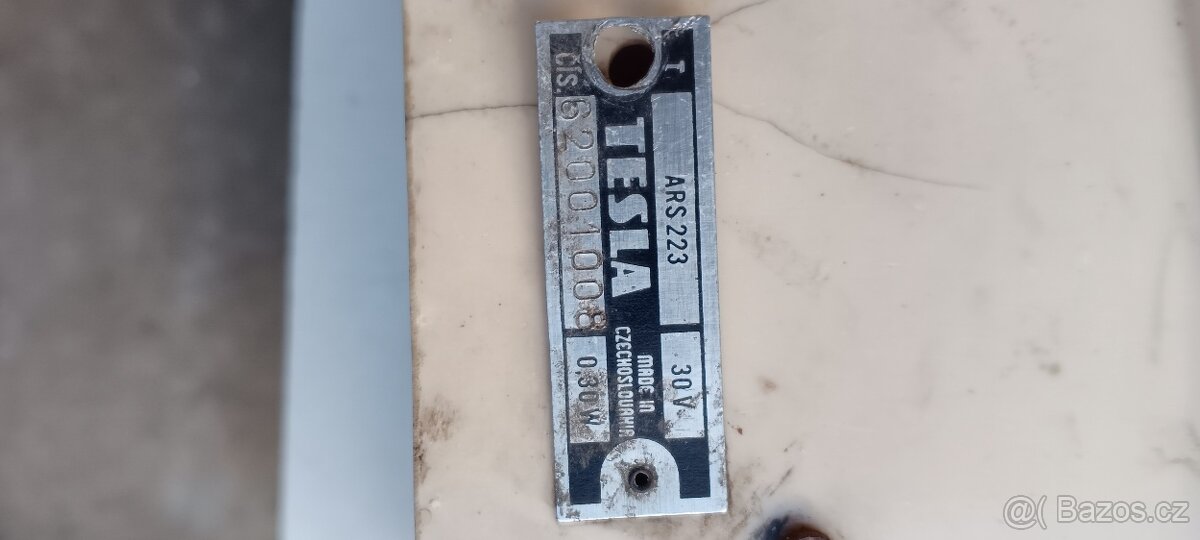 T ARS 223 30 V
TESLA MADE IN
CZECHOSLOVAKIA
čís. 62001008 0,30 W
@( Bazos.cz